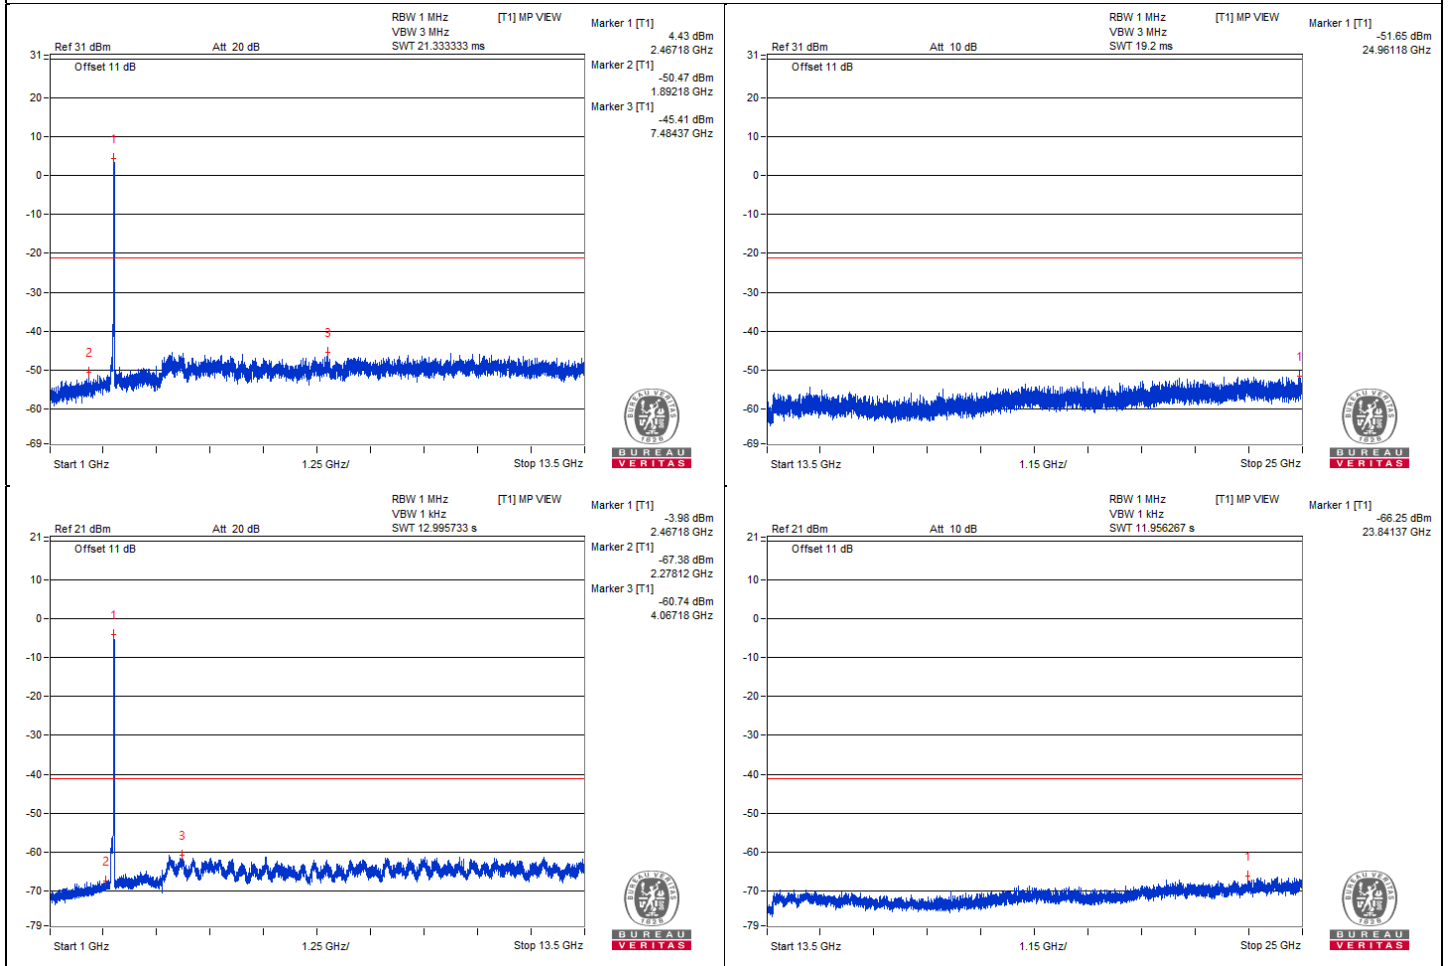 RBW 1 MHz [T1] MP VIEW
VBW 3 MHz
Ref 31 dBm Att 20 dB SWT 21.333333 ms
Marker 1 [T1]
4.43 dBm
2.46718 GHz
Marker 2 [T1]
-50.47 dBm
1.89218 GHz
Marker 3 [T1]
-45.41 dBm
7.48437 GHz
31
Offset 11 dB
20
10
1
0
-10
-20
-30
-40
3
2
-50
-60
-69
Start 1 GHz 1.25 GHz/ Stop 13.5 GHz
BUREAU VERITAS
1828
BUREAU
VERITAS
RBW 1 MHz [T1] MP VIEW
VBW 3 MHz
Ref 31 dBm Att 10 dB SWT 19.2 ms
Marker 1 [T1]
-51.65 dBm
24.96118 GHz
31
Offset 11 dB
20
10
0
-10
-20
-30
-40
1
-50
-60
-69
Start 13.5 GHz 1.15 GHz/ Stop 25 GHz
BUREAU VERITAS
1828
BUREAU
VERITAS
RBW 1 MHz [T1] MP VIEW
VBW 1 kHz
Ref 21 dBm Att 20 dB SWT 12.995733 s
Marker 1 [T1]
-3.98 dBm
2.46718 GHz
Marker 2 [T1]
-67.38 dBm
2.27812 GHz
Marker 3 [T1]
-60.74 dBm
4.06718 GHz
21
Offset 11 dB
10
1
0
-10
-20
-30
-40
-50
3
-60
2
-70
-79
Start 1 GHz 1.25 GHz/ Stop 13.5 GHz
BUREAU VERITAS
1828
BUREAU
VERITAS
RBW 1 MHz [T1] MP VIEW
VBW 1 kHz
Ref 21 dBm Att 10 dB SWT 11.956267 s
Marker 1 [T1]
-66.25 dBm
23.84137 GHz
21
Offset 11 dB
10
0
-10
-20
-30
-40
-50
-60
1
-70
-79
Start 13.5 GHz 1.15 GHz/ Stop 25 GHz
BUREAU VERITAS
1828
BUREAU
VERITAS